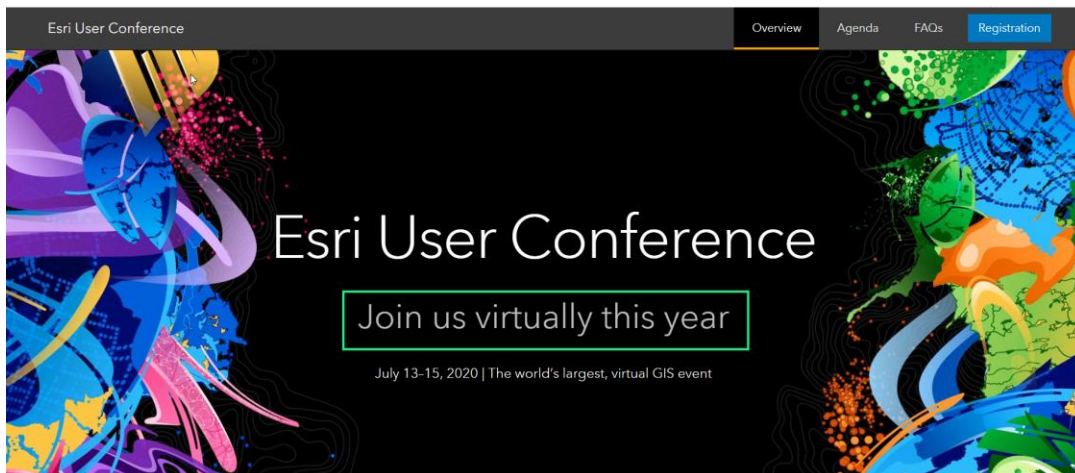 Esri User Conference
Overview
Agenda
FAQs
Registration
Esri User Conference
Join us virtually this year
July 13-15, 2020 | The world's largest, virtual GIS event